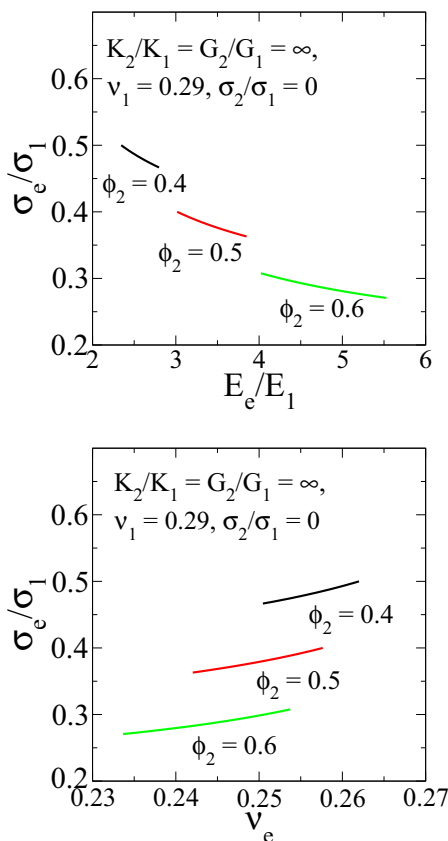 K₂/K₁ = G₂/G₁ = ∞,
ν₁ = 0.29, σ₂/σ₁ = 0
0.6
0.5
0.4
0.3
0.2
σₑ/σ₁
ϕ₂ = 0.4
ϕ₂ = 0.5
ϕ₂ = 0.6
2 3 4 5 6
Eₑ/E₁
K₂/K₁ = G₂/G₁ = ∞,
ν₁ = 0.29, σ₂/σ₁ = 0
0.6
0.5
0.4
0.3
0.2
σₑ/σ₁
ϕ₂ = 0.4
ϕ₂ = 0.5
ϕ₂ = 0.6
0.23 0.24 0.25 0.26 0.27
νₑ